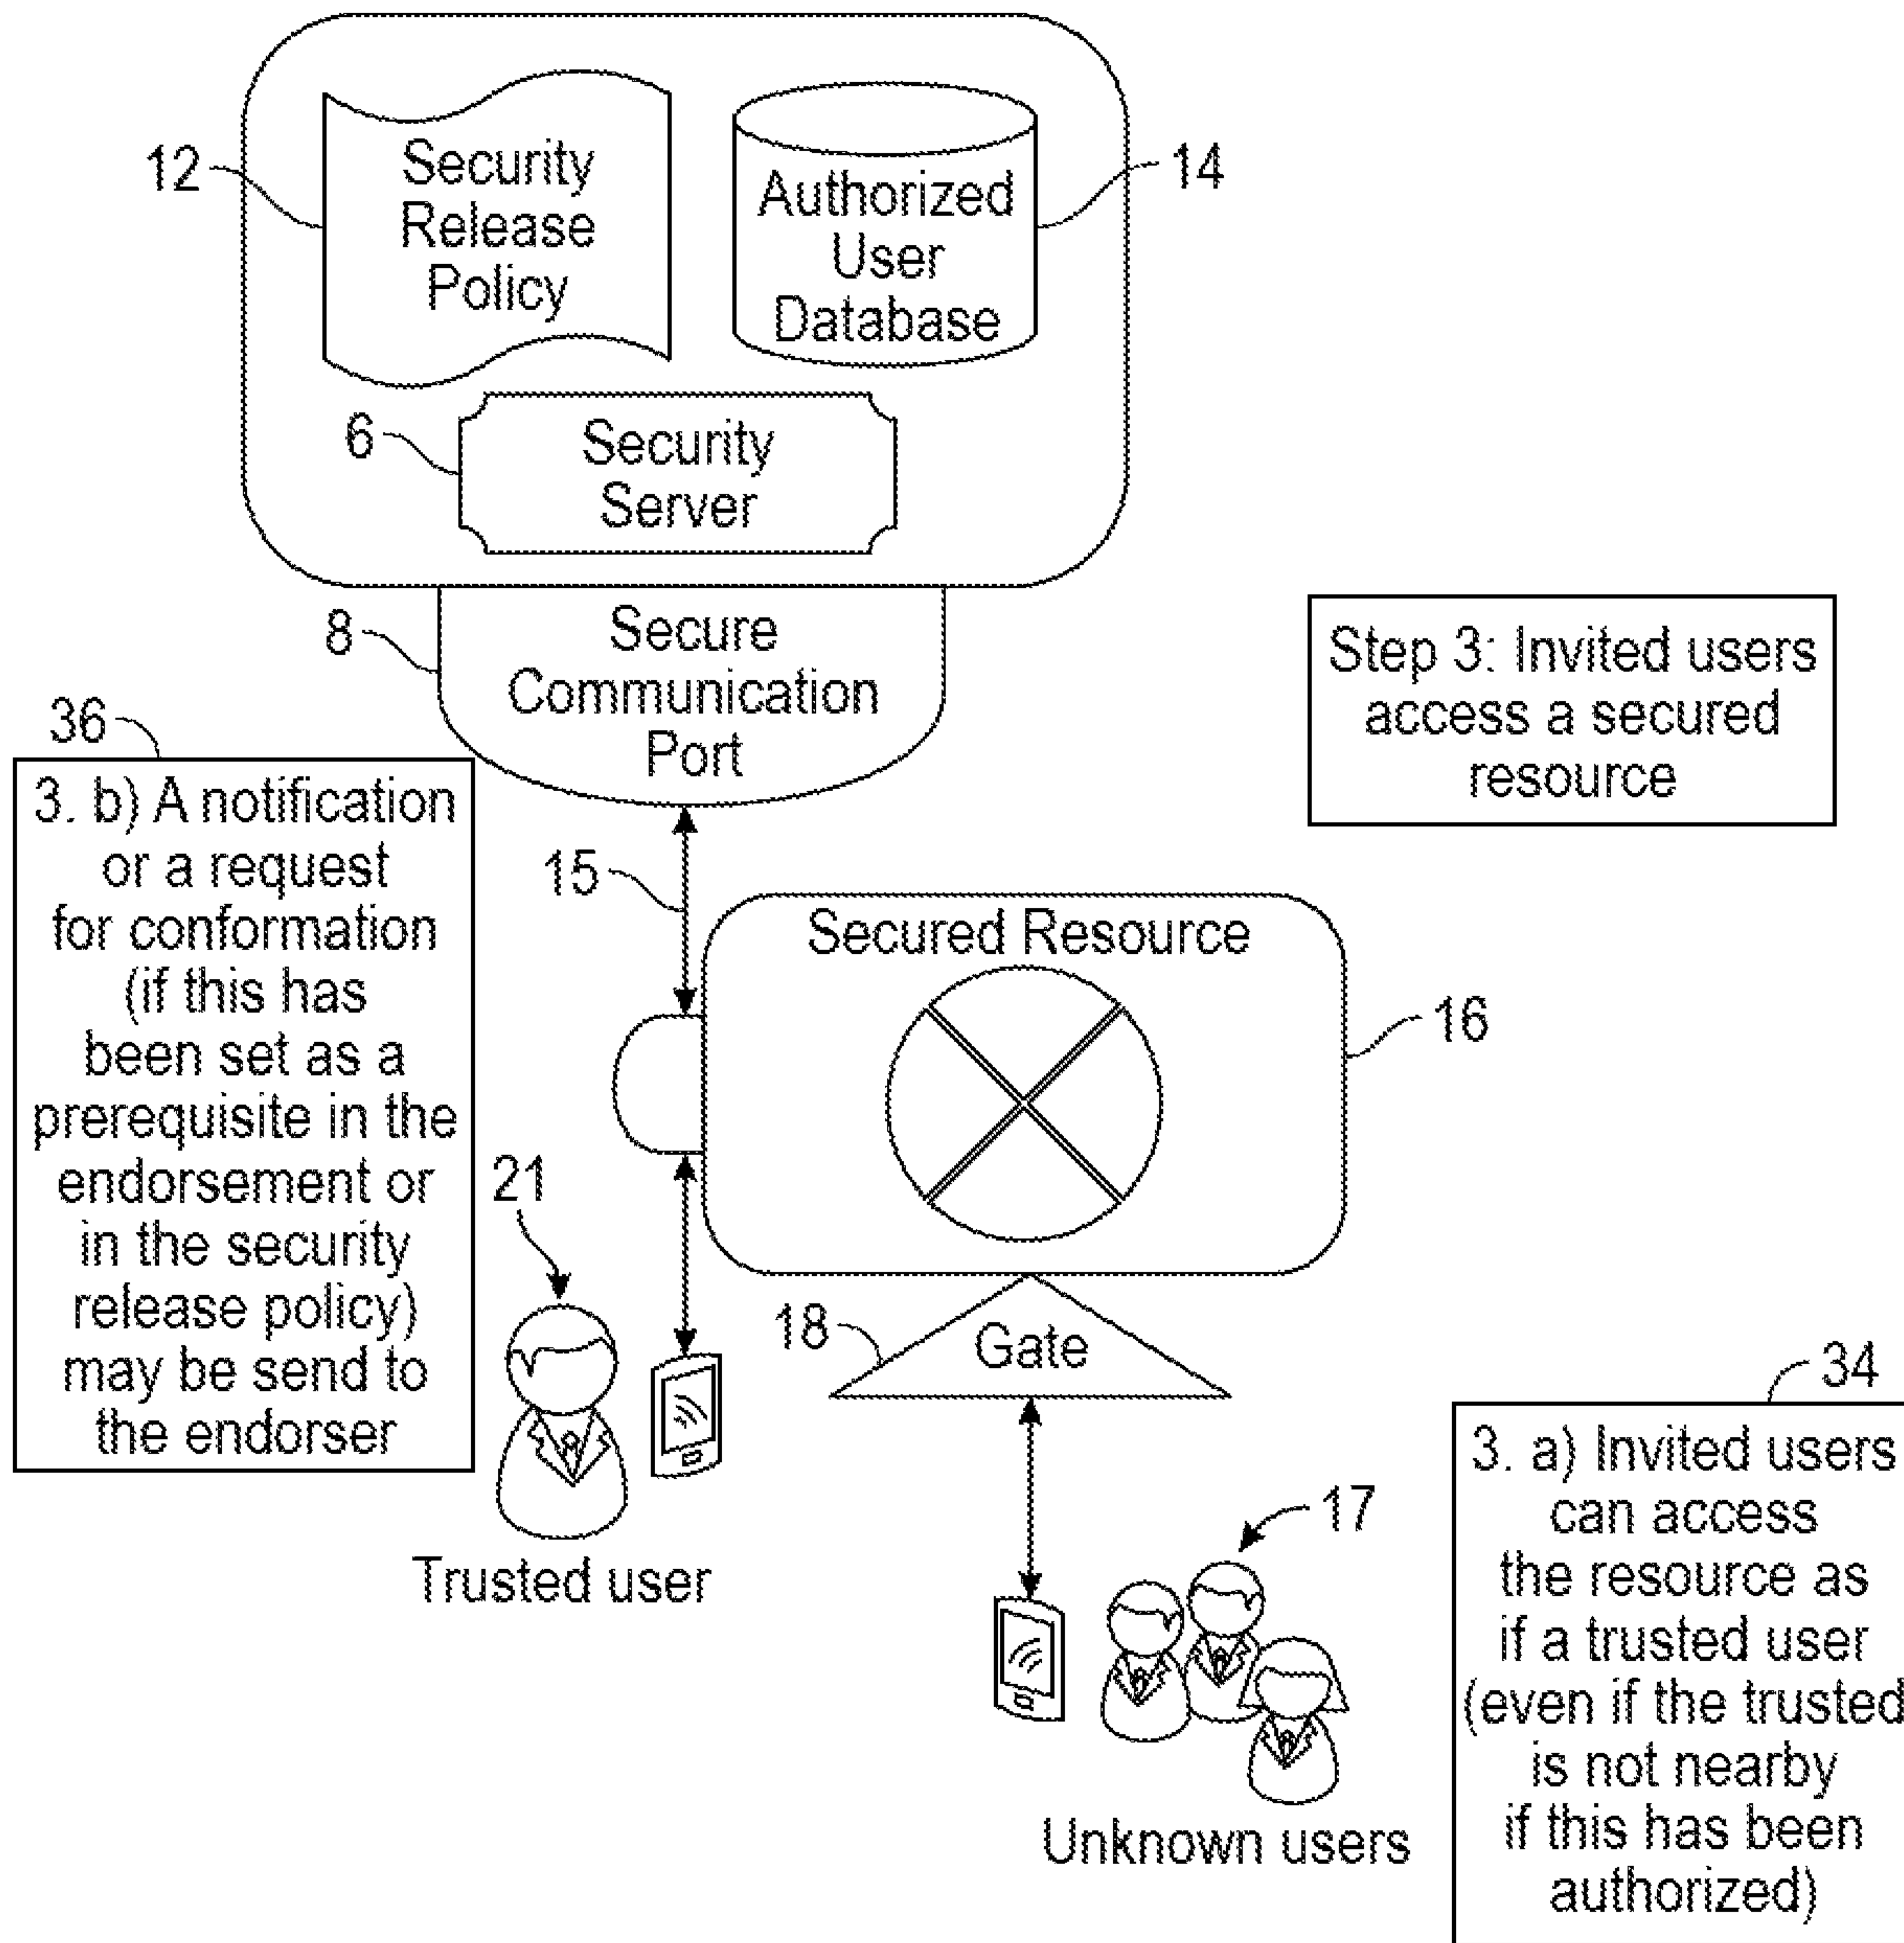 12
Security
Release
Policy
Authorized
User
Database
14
6
Security
Server
8
Secure
Communication
Port
Step 3: Invited users
access a secured
resource
36
3. b) A notification
or a request
for conformation
(if this has
been set as a
prerequisite in the
endorsement or
in the security
release policy)
may be send to
the endorser
15
Secured Resource
16
21
Trusted user
18
Gate
34
3. a) Invited users
can access
the resource as
if a trusted user
(even if the trusted
is not nearby
if this has been
authorized)
17
Unknown users